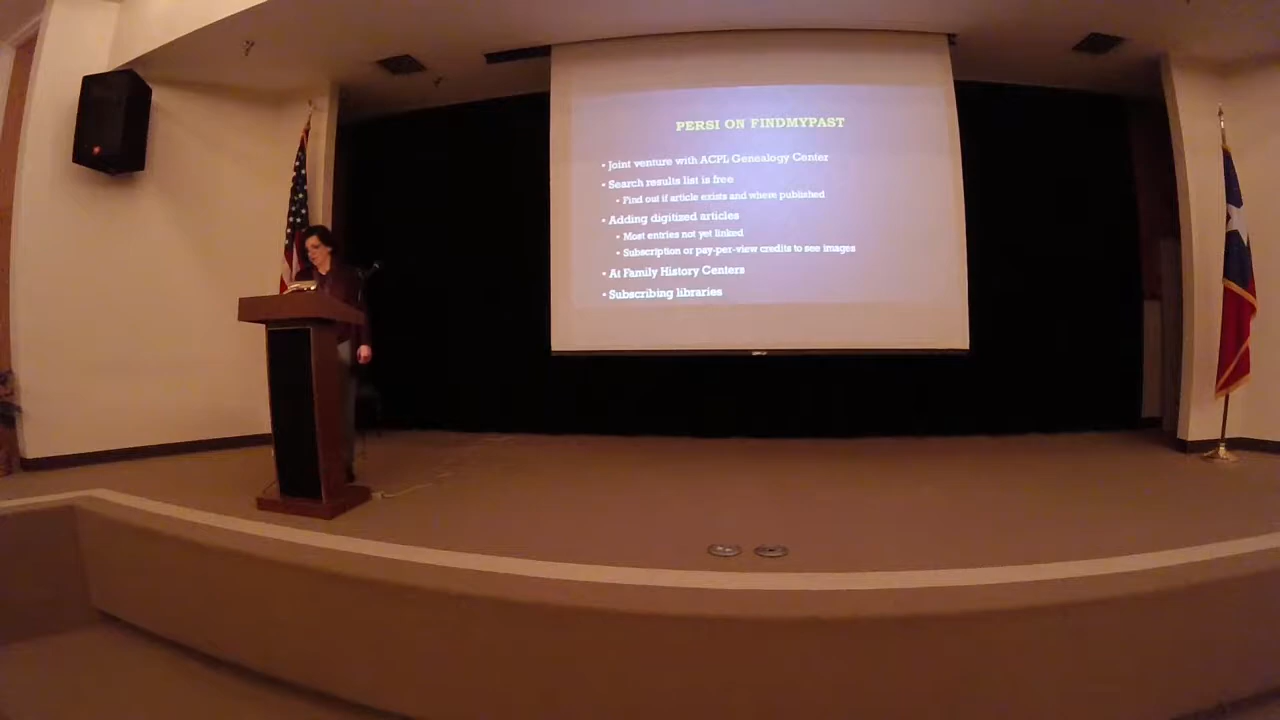 PERSI ON FINDMYPAST
• Joint venture with ACPL Genealogy Center
• Search results list is free
• Find out if article exists and where published
• Adding digitized articles
• Most entries not yet linked
• Subscription or pay-per-view credits to see images
• At Family History Centers
• Subscribing libraries